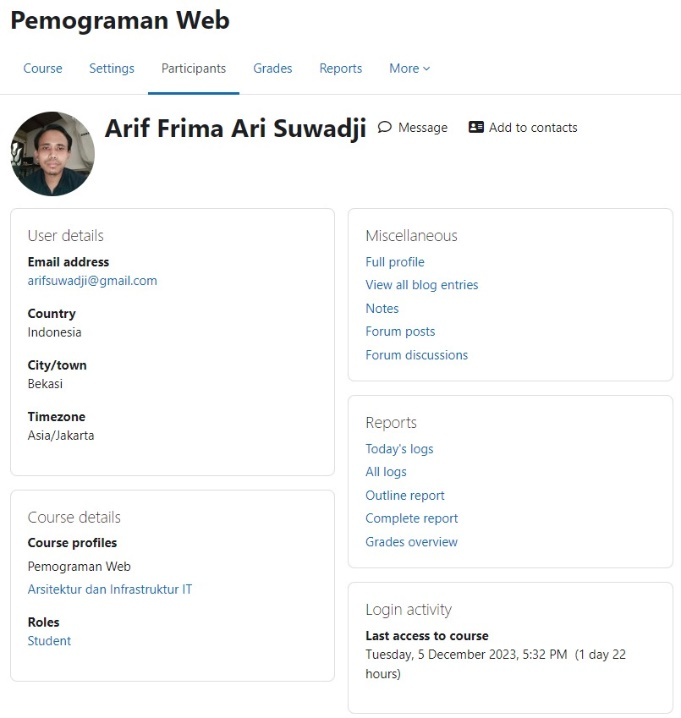 Pemograman Web
Course
Settings
Participants
Grades
Reports
More
Arif Frima Ari Suwadji
Message
Add to contacts
User details
Email address
arifsuwadji@gmail.com
Country
Indonesia
City/town
Bekasi
Timezone
Asia/Jakarta
Course details
Course profiles
Pemograman Web
Arsitektur dan Infrastruktur IT
Roles
Student
Miscellaneous
Full profile
View all blog entries
Notes
Forum posts
Forum discussions
Reports
Today's logs
All logs
Outline report
Complete report
Grades overview
Login activity
Last access to course
Tuesday, 5 December 2023, 5:32 PM (1 day 22
hours)